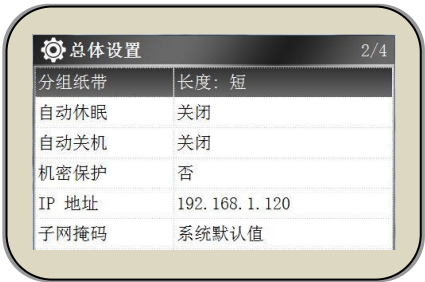 总体设置 2/4
分组纸带 长度: 短
自动休眠 关闭
自动关机 关闭
机密保护 否
IP 地址 192.168.1.120
子网掩码 系统默认值